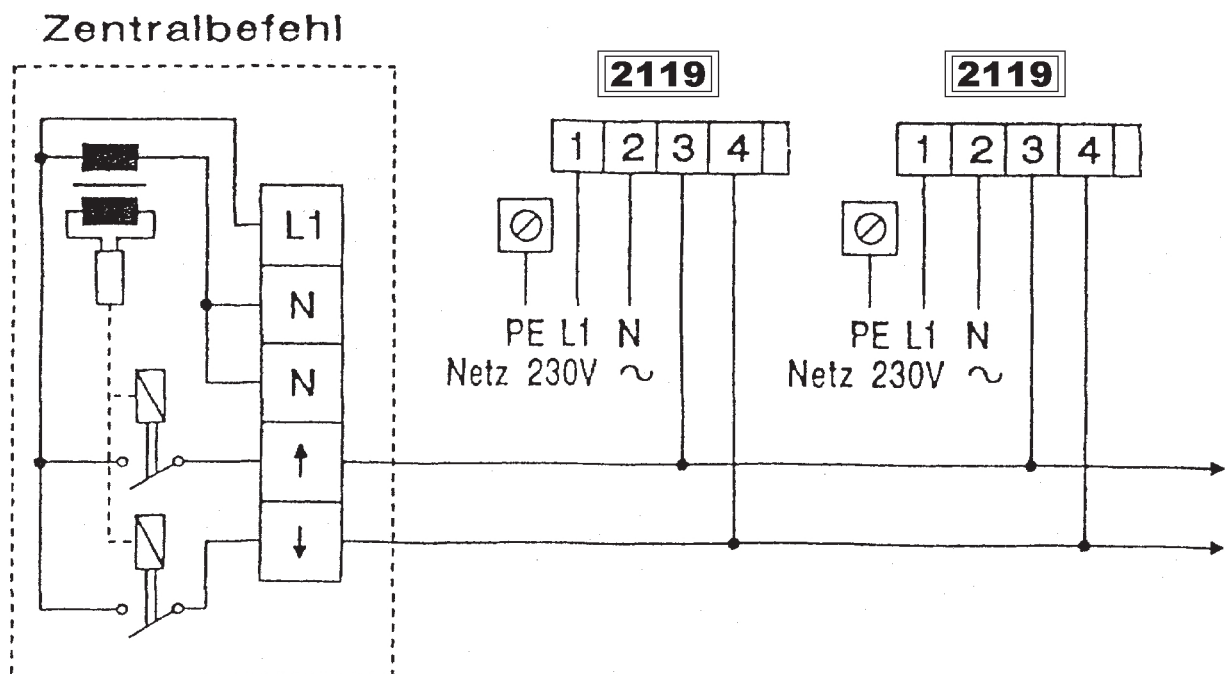 Zentralbefehl
2119
2119
1 2 3 4
1 2 3 4
L1
N
N
↑
↓
PE L1 N
Netz 230V ~
PE L1 N
Netz 230V ~